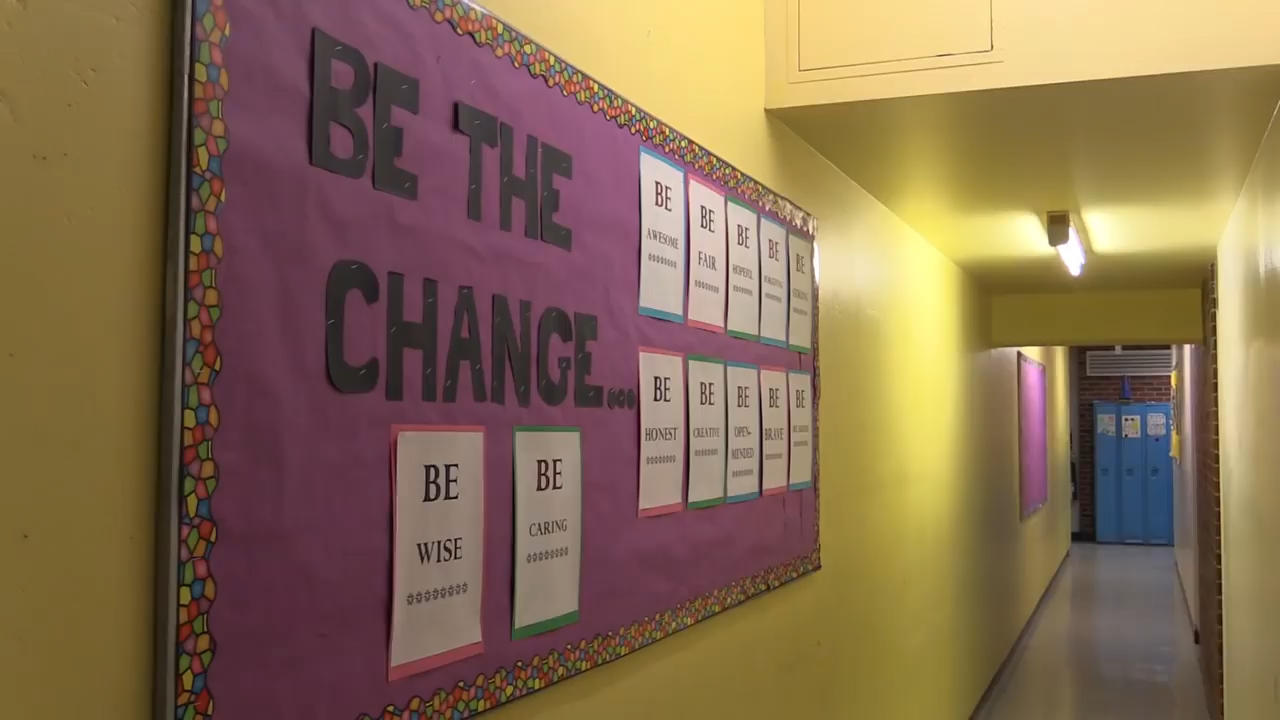 BE THE
CHANGE...
BE
AWESOME
BE
FAIR
BE
HOPEFUL
BE
BE
BE
HONEST
BE
CREATIVE
BE
OPEN-
MINDED
BE
BRAVE
BE
BE
WISE
BE
CARING